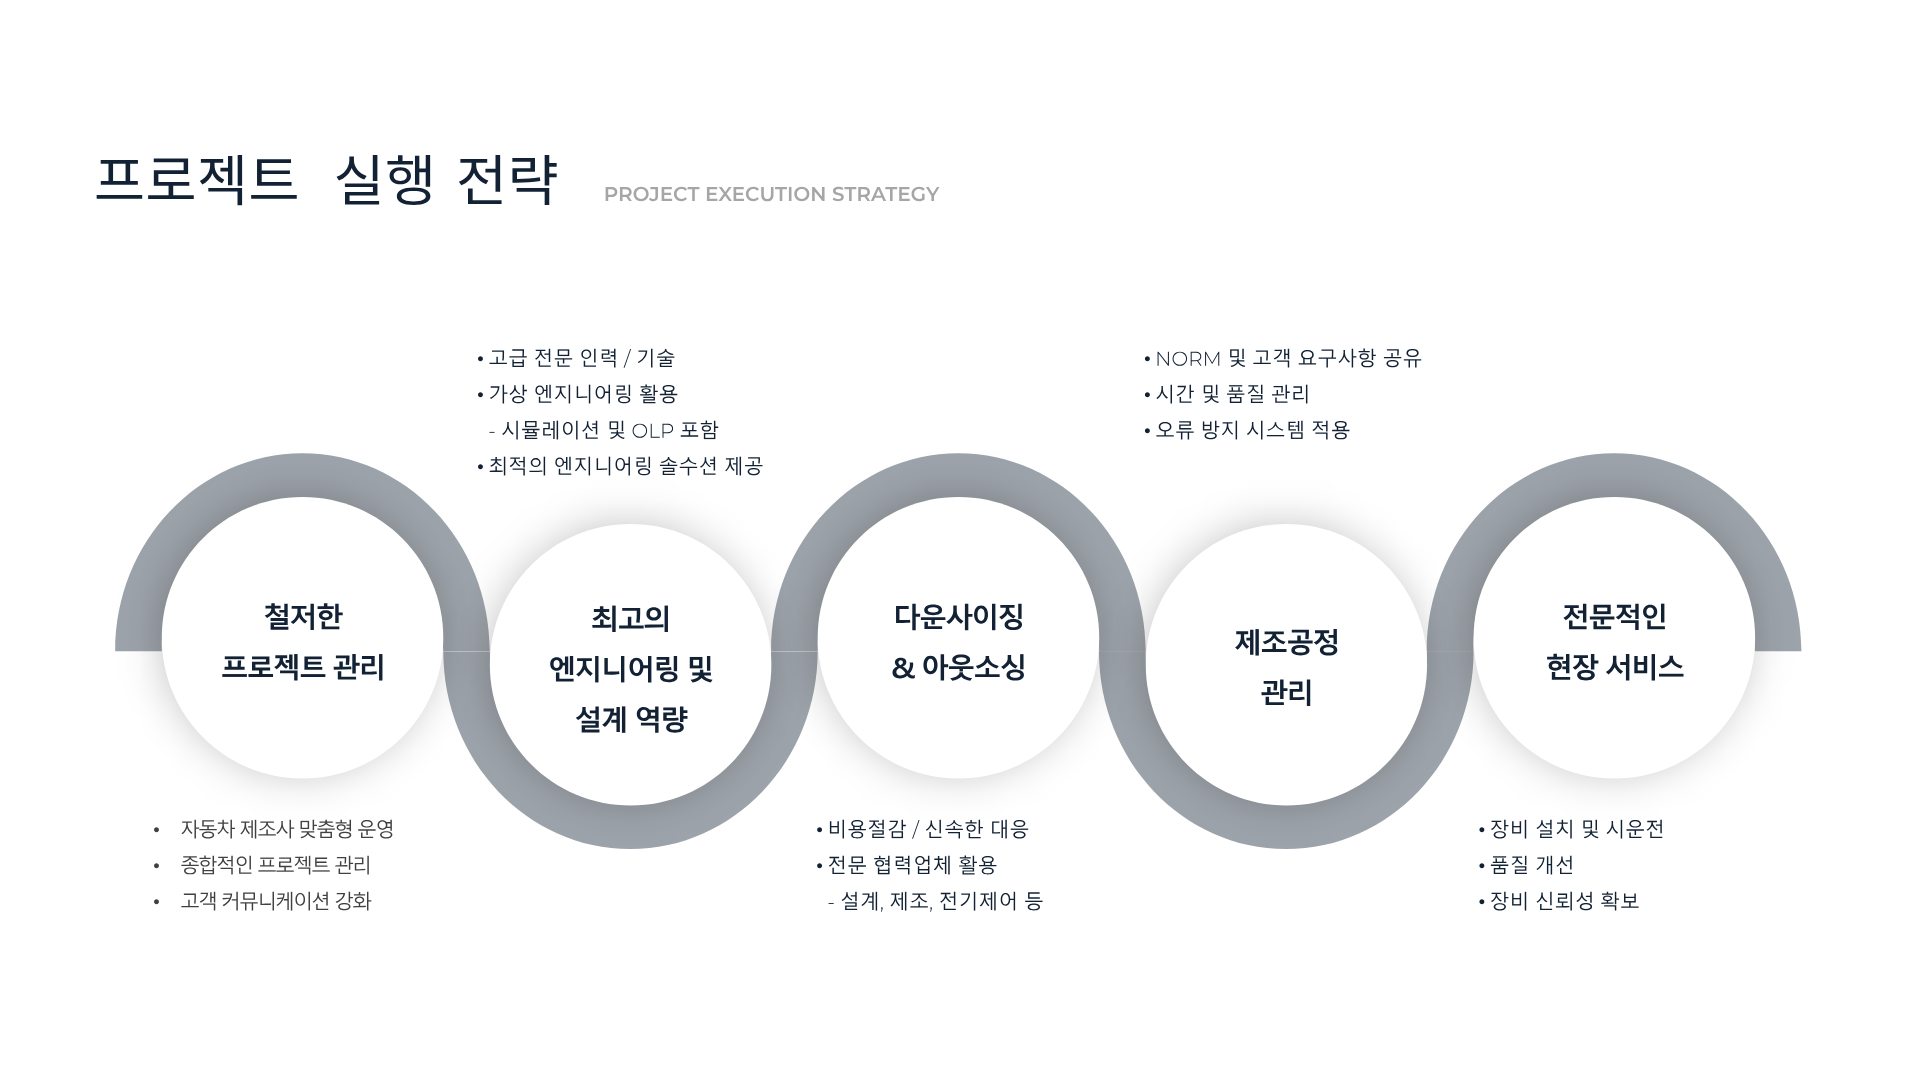 프로젝트 실행 전략 PROJECT EXECUTION STRATEGY
철저한
프로젝트 관리
• 자동차 제조사 맞춤형 운영
• 종합적인 프로젝트 관리
• 고객 커뮤니케이션 강화
• 고급 전문 인력 / 기술
• 가상 엔지니어링 활용
- 시뮬레이션 및 OLP 포함
• 최적의 엔지니어링 솔수션 제공
최고의
엔지니어링 및
설계 역량
다운사이징
& 아웃소싱
• 비용절감 / 신속한 대응
• 전문 협력업체 활용
- 설계, 제조, 전기제어 등
• NORM 및 고객 요구사항 공유
• 시간 및 품질 관리
• 오류 방지 시스템 적용
제조공정
관리
전문적인
현장 서비스
• 장비 설치 및 시운전
• 품질 개선
• 장비 신뢰성 확보